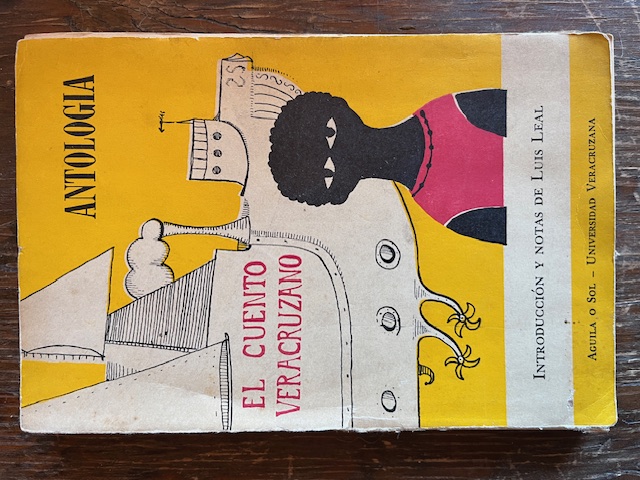 ANTOLOGIA
EL CUENTO
VERACRUZANO
INTRODUCCIÓN Y NOTAS DE LUIS LEAL
AGUILA O SOL – UNIVERSIDAD VERACRUZANA